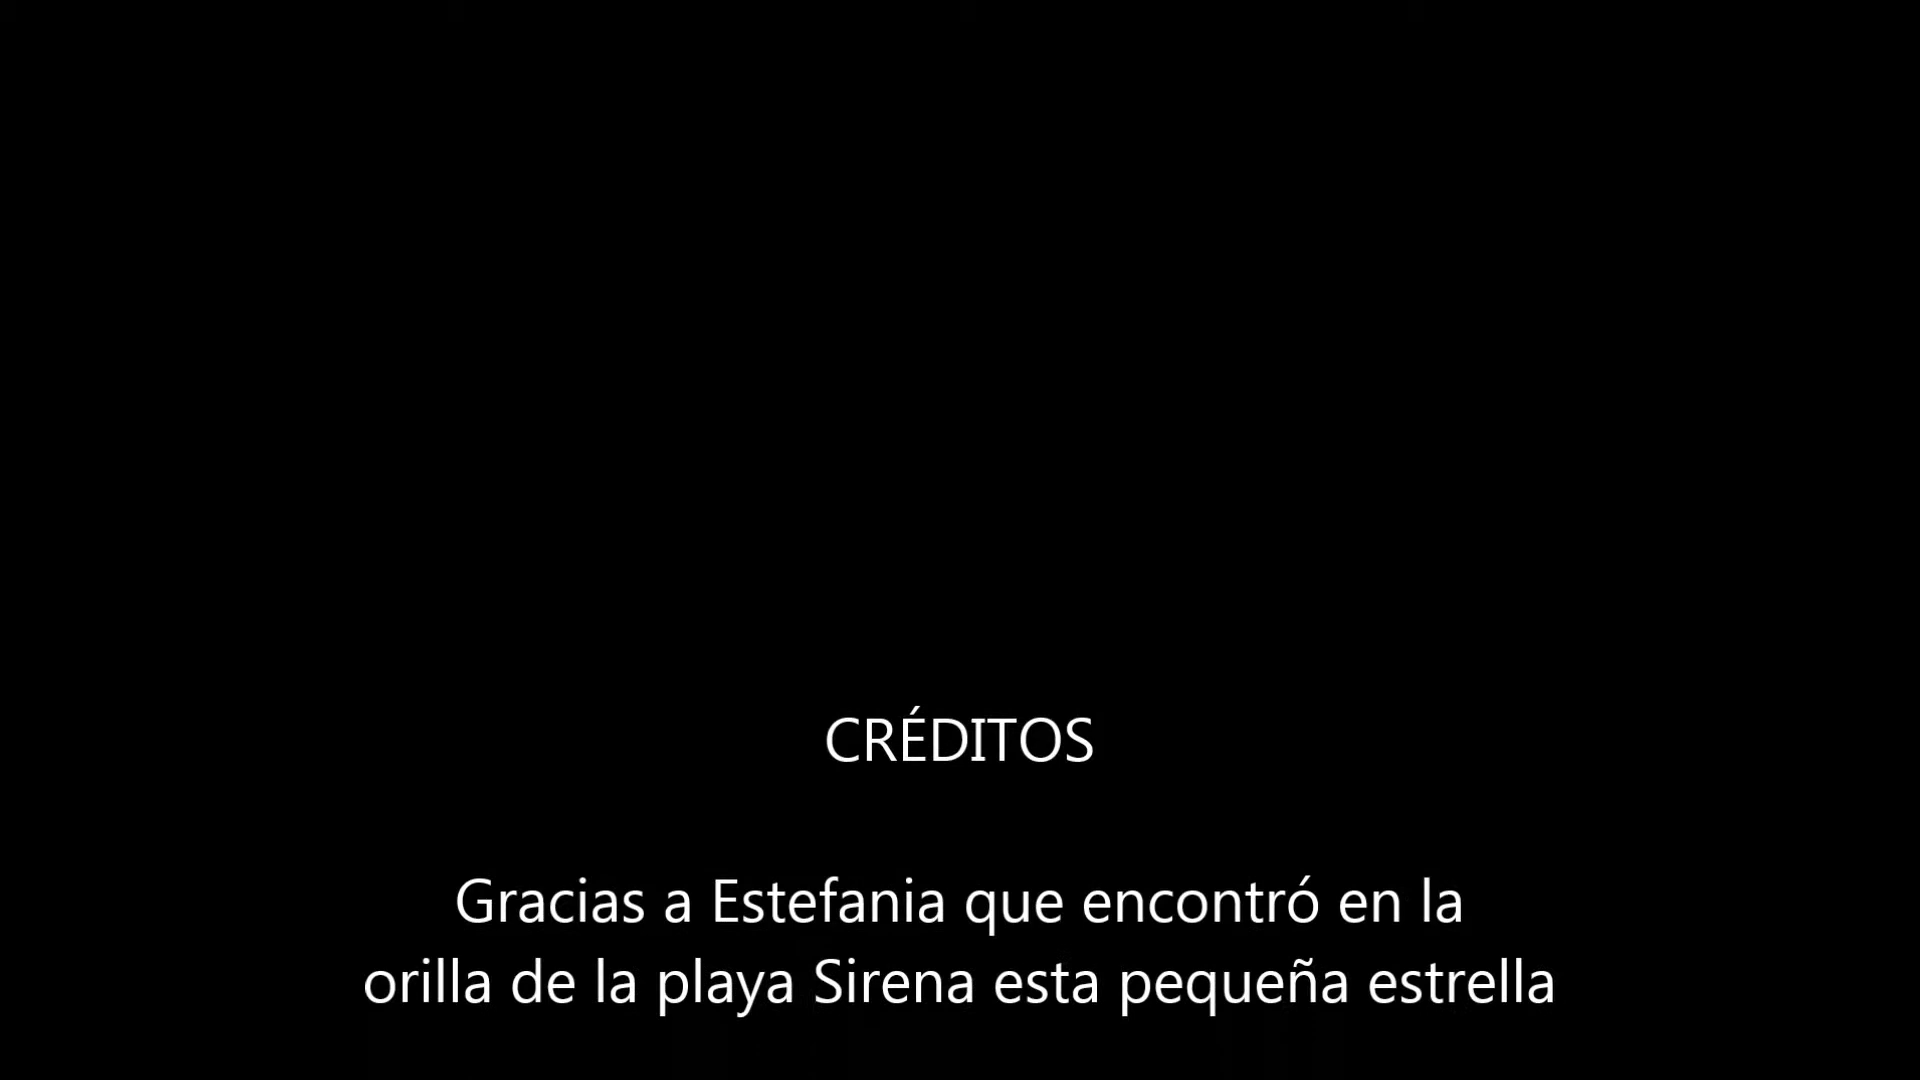 CRÉDITOS
Gracias a Estefania que encontró en la
orilla de la playa Sirena esta pequeña estrella